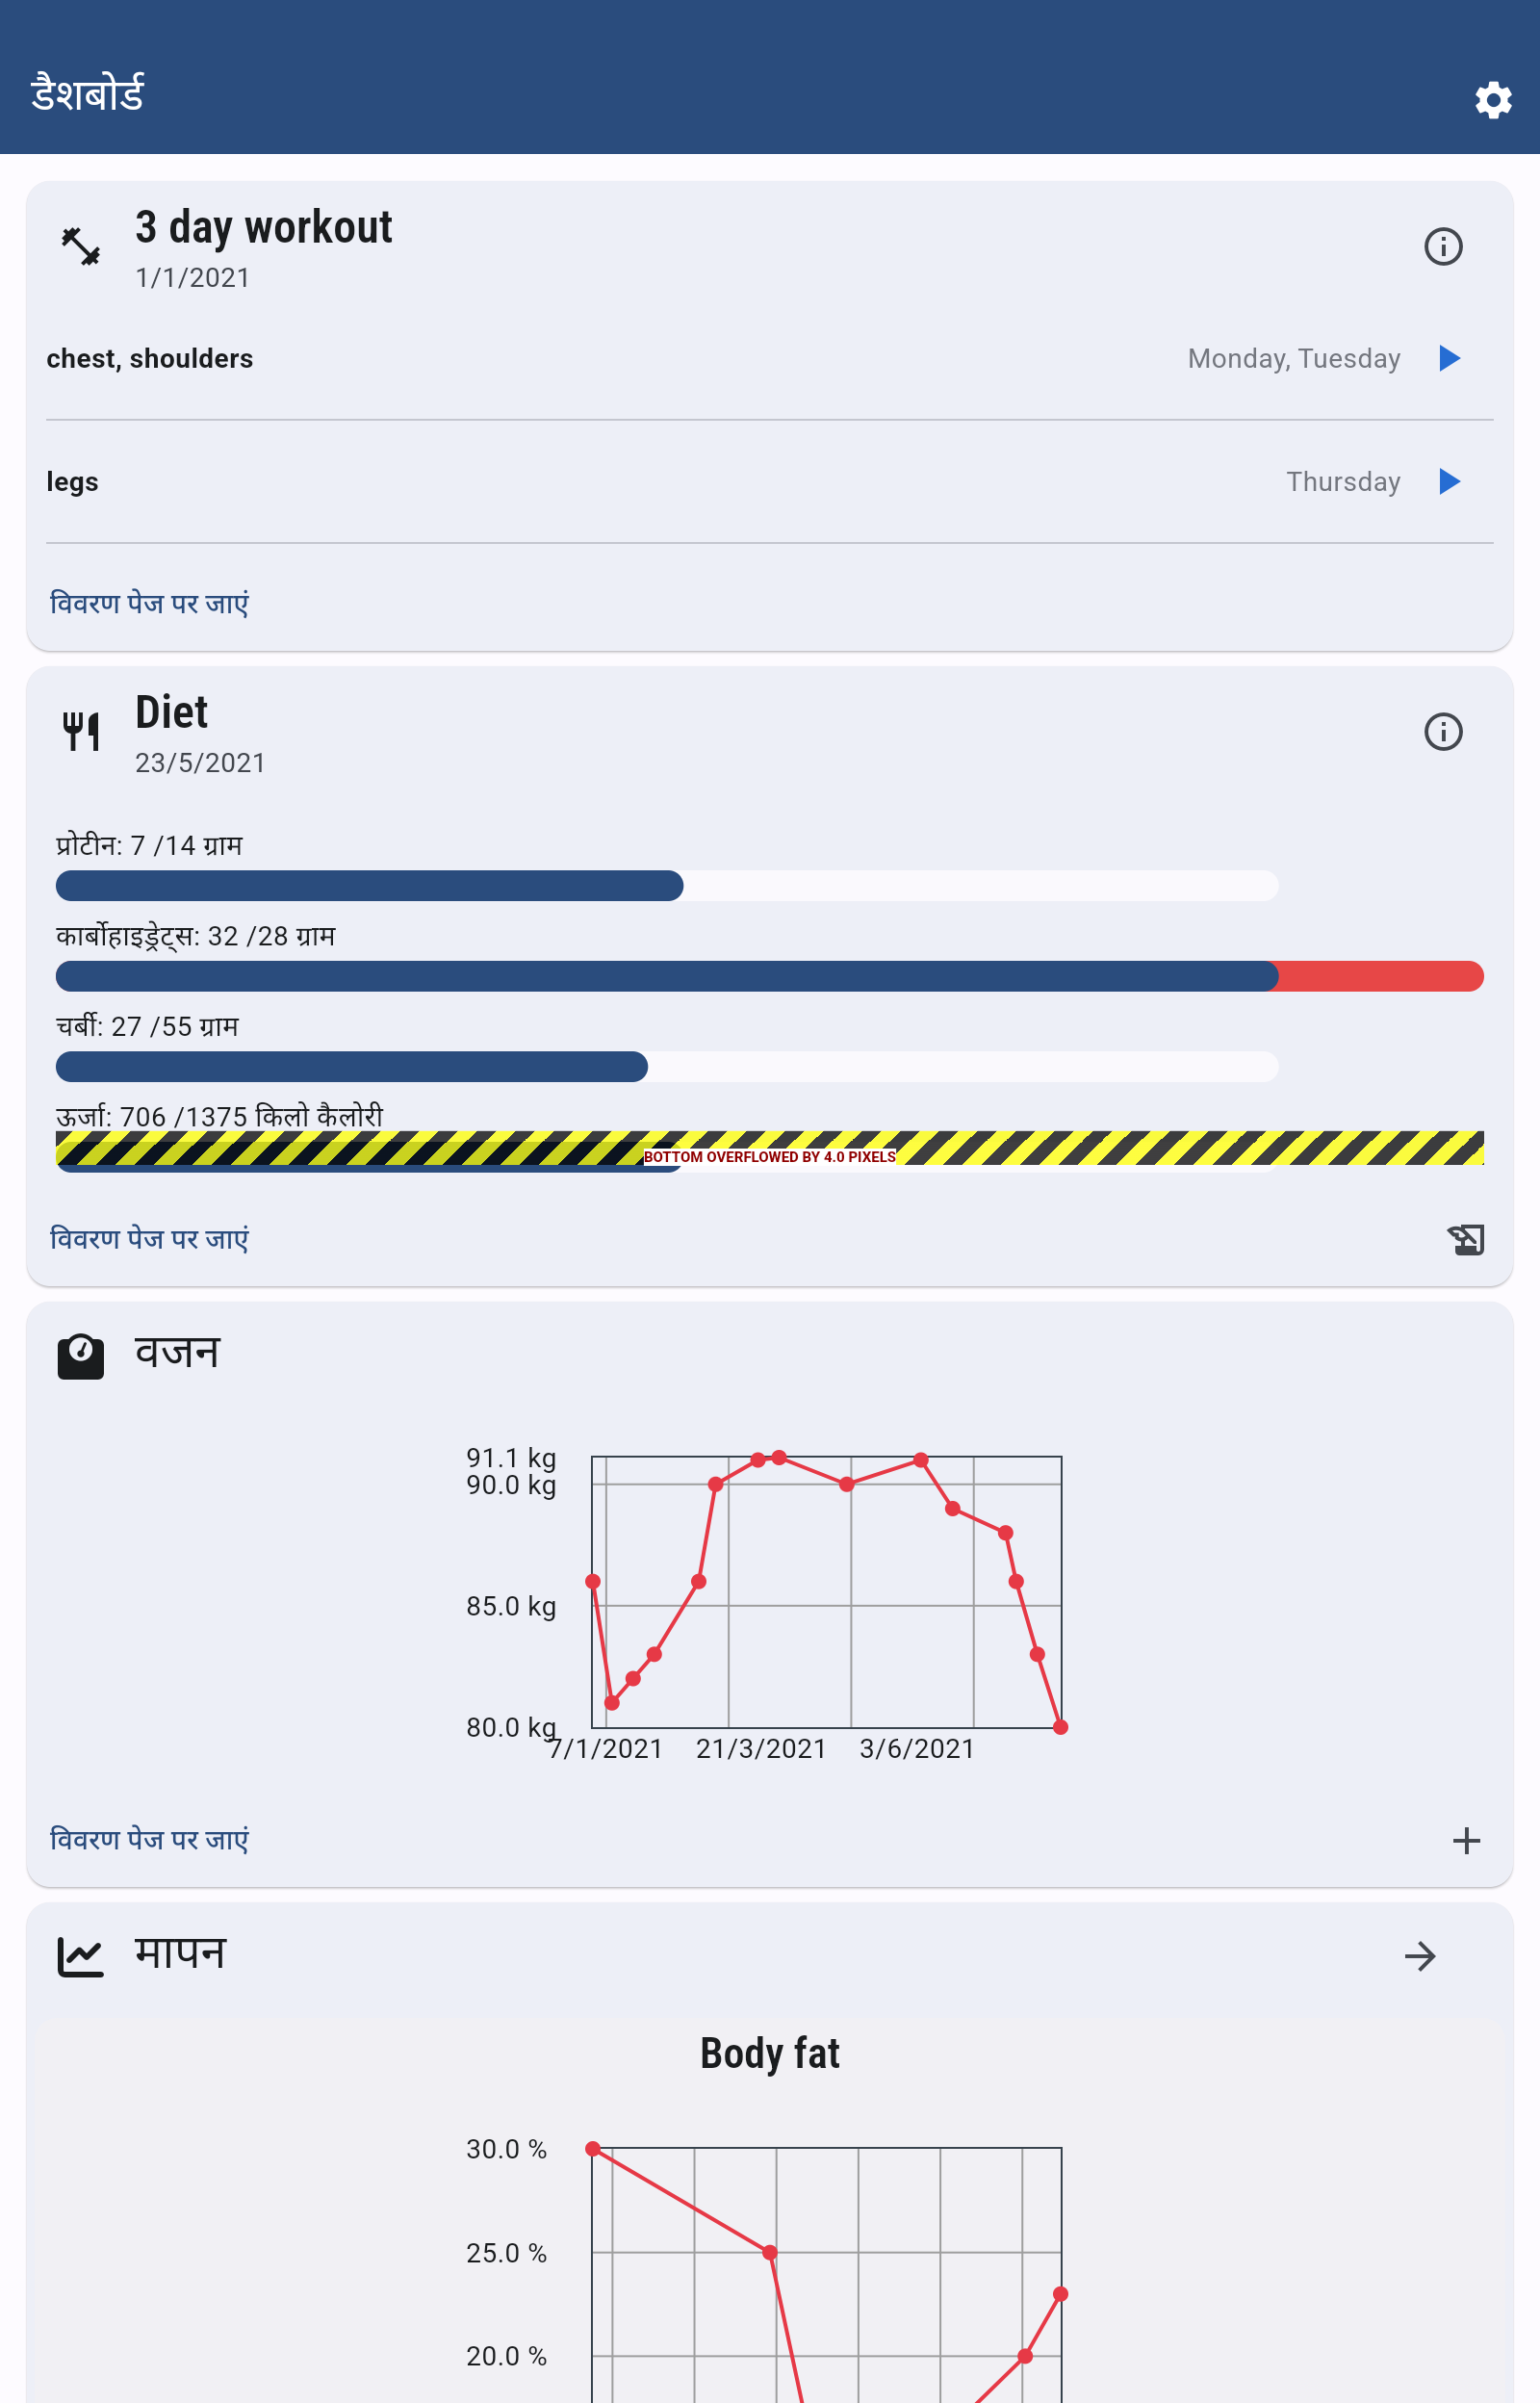 डैशबोर्ड
3 day workout
1/1/2021
chest, shoulders Monday, Tuesday
legs Thursday
विवरण पेज पर जाएं
Diet
23/5/2021
प्रोटीन: 7 /14 ग्राम
कार्बोहाइड्रेट्स: 32 /28 ग्राम
चर्बी: 27 /55 ग्राम
ऊर्जा: 706 /1375 किलो कैलोरी
BOTTOM OVERFLOWED BY 4.0 PIXELS
विवरण पेज पर जाएं
वजन
91.1 kg
90.0 kg
85.0 kg
80.0 kg
7/1/2021 21/3/2021 3/6/2021
विवरण पेज पर जाएं
मापन
Body fat
30.0 %
25.0 %
20.0 %